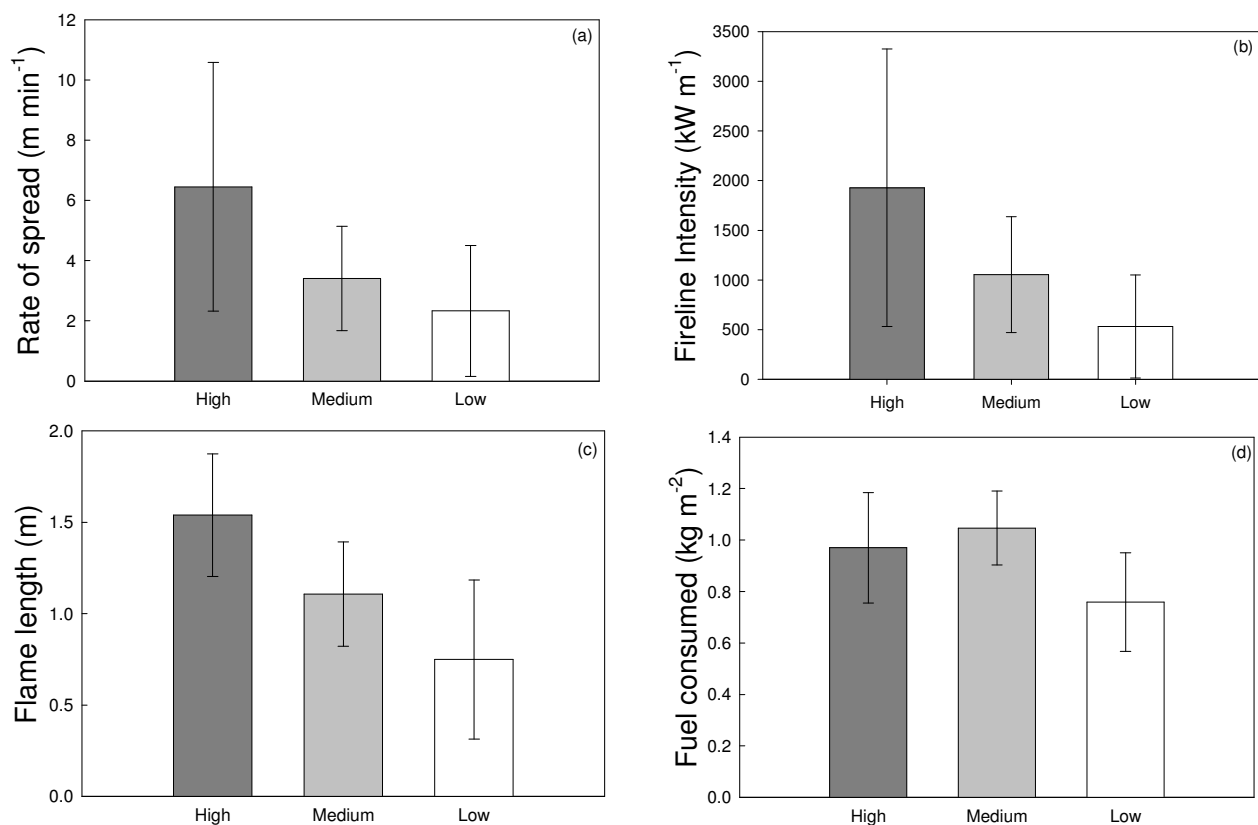 (a)
Rate of spread (m min-1)
12
10
8
6
4
2
0
High Medium Low
(b)
Fireline Intensity (kW m-1)
3500
3000
2500
2000
1500
1000
500
0
High Medium Low
(c)
Flame length (m)
2.0
1.5
1.0
0.5
0.0
High Medium Low
(d)
Fuel consumed (kg m-2)
1.4
1.2
1.0
0.8
0.6
0.4
0.2
0.0
High Medium Low